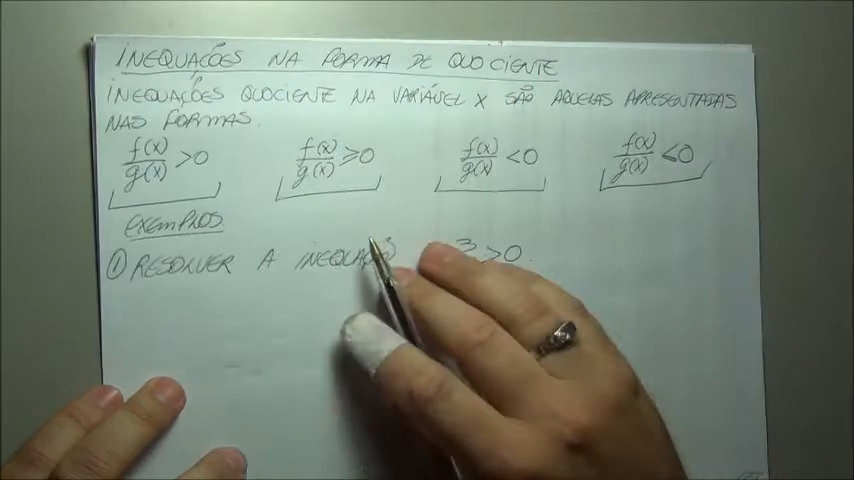 INEQUAÇÕES NA FORMA DE QUOCIENTE
INEQUAÇÕES QUOCIENTE NA VARIÁVEL X SÃO AQUELAS APRESENTADAS
NAS FORMAS.
f(x)/g(x) >0 f(x)/g(x) ≥0 f(x)/g(x) <0 f(x)/g(x) ≤0
EXEMPLOS
① RESOLVER A INEQUAÇÃO 3 >0.